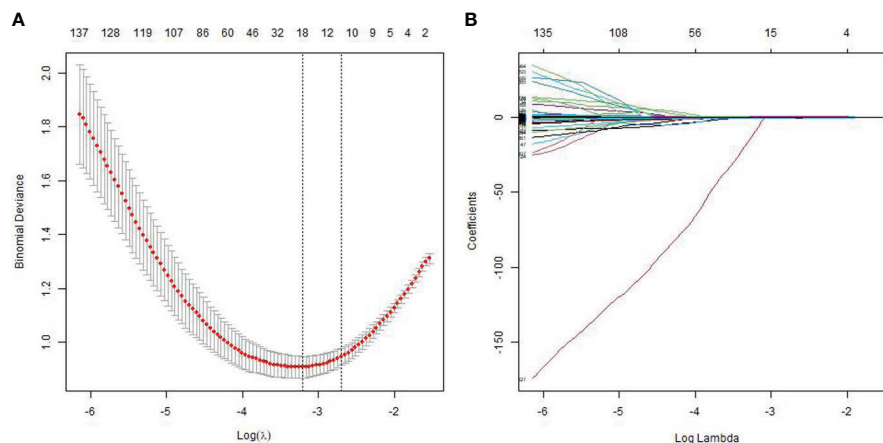 A
137 128 119 107 86 60 46 32 18 12 10 9 5 4 2
2.0
1.8
1.6
1.4
1.2
1.0
Binomial Deviance
-6 -5 -4 -3 -2
Log(λ)
B
135 108 56 15 4
0
-50
-100
-150
Coefficients
-6 -5 -4 -3 -2
Log Lambda